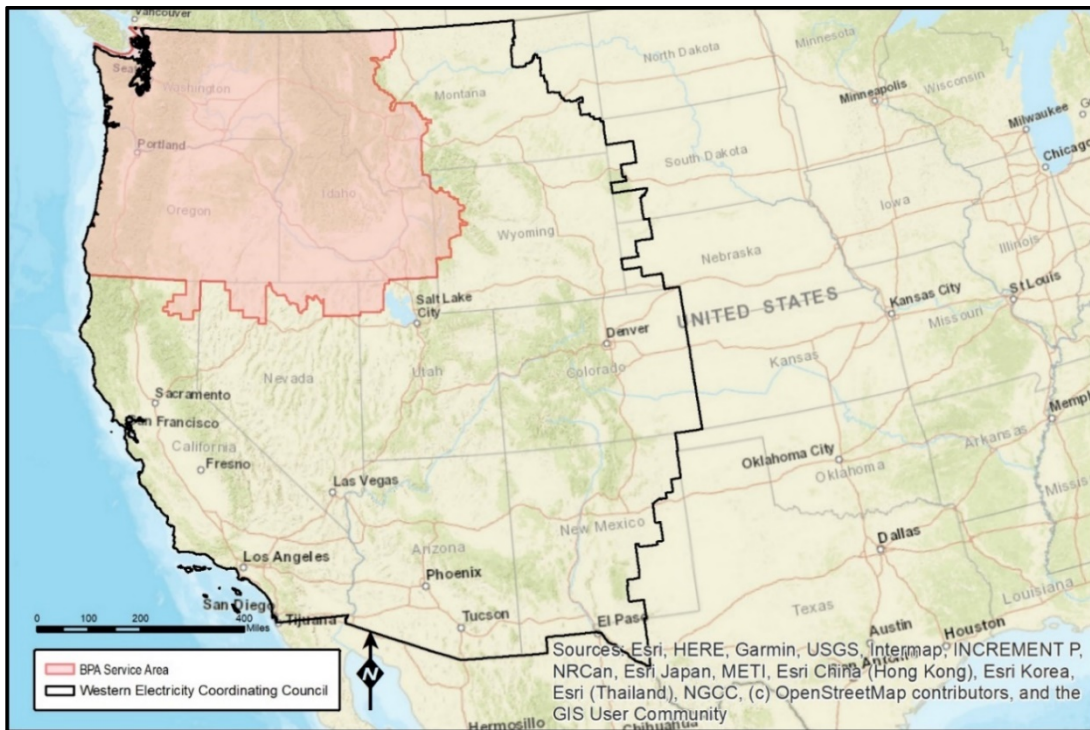 Vancouver
North Dakota
Minnesota
Washington
Montana
Minneapolis
Wisconsin
Milwaukee
Portland
South Dakota
Chicago
Idaho
Oregon
Wyoming
Iowa
Nebraska
Illinois
Salt Lake
City
UNITED STATES
Kansas City
St Louis
Denver
Missouri
Nevada
Utah
Colorado
Kansas
Sacramento
San Francisco
California
Fresno
Las Vegas
Oklahoma City
Oklahoma
Arkansas
Memph
Missis
New Mexico
Los Angeles
Arizona
Phoenix
Dallas
San Diego
Tijuana
Tucson
El Paso
Texas
Louisiana
Austin
Houston
San Antonio
Hermosillo
Chihuahua
0 100 200 400
Miles
N
BPA Service Area
Western Electricity Coordinating Council
Sources: Esri, HERE, Garmin, USGS, Intermap, INCREMENT P,
NRCan, Esri Japan, METI, Esri China (Hong Kong), Esri Korea,
Esri (Thailand), NGCC, (c) OpenStreetMap contributors, and the
GIS User Community